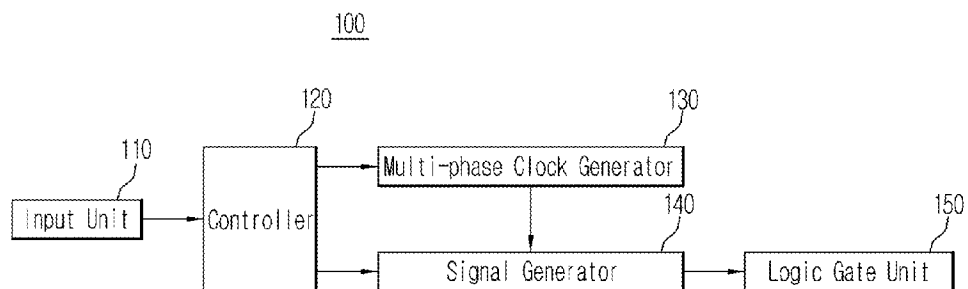 100
120
130
110
Multi-phase Clock Generator
Input Unit
Controller
140
150
Signal Generator
Logic Gate Unit